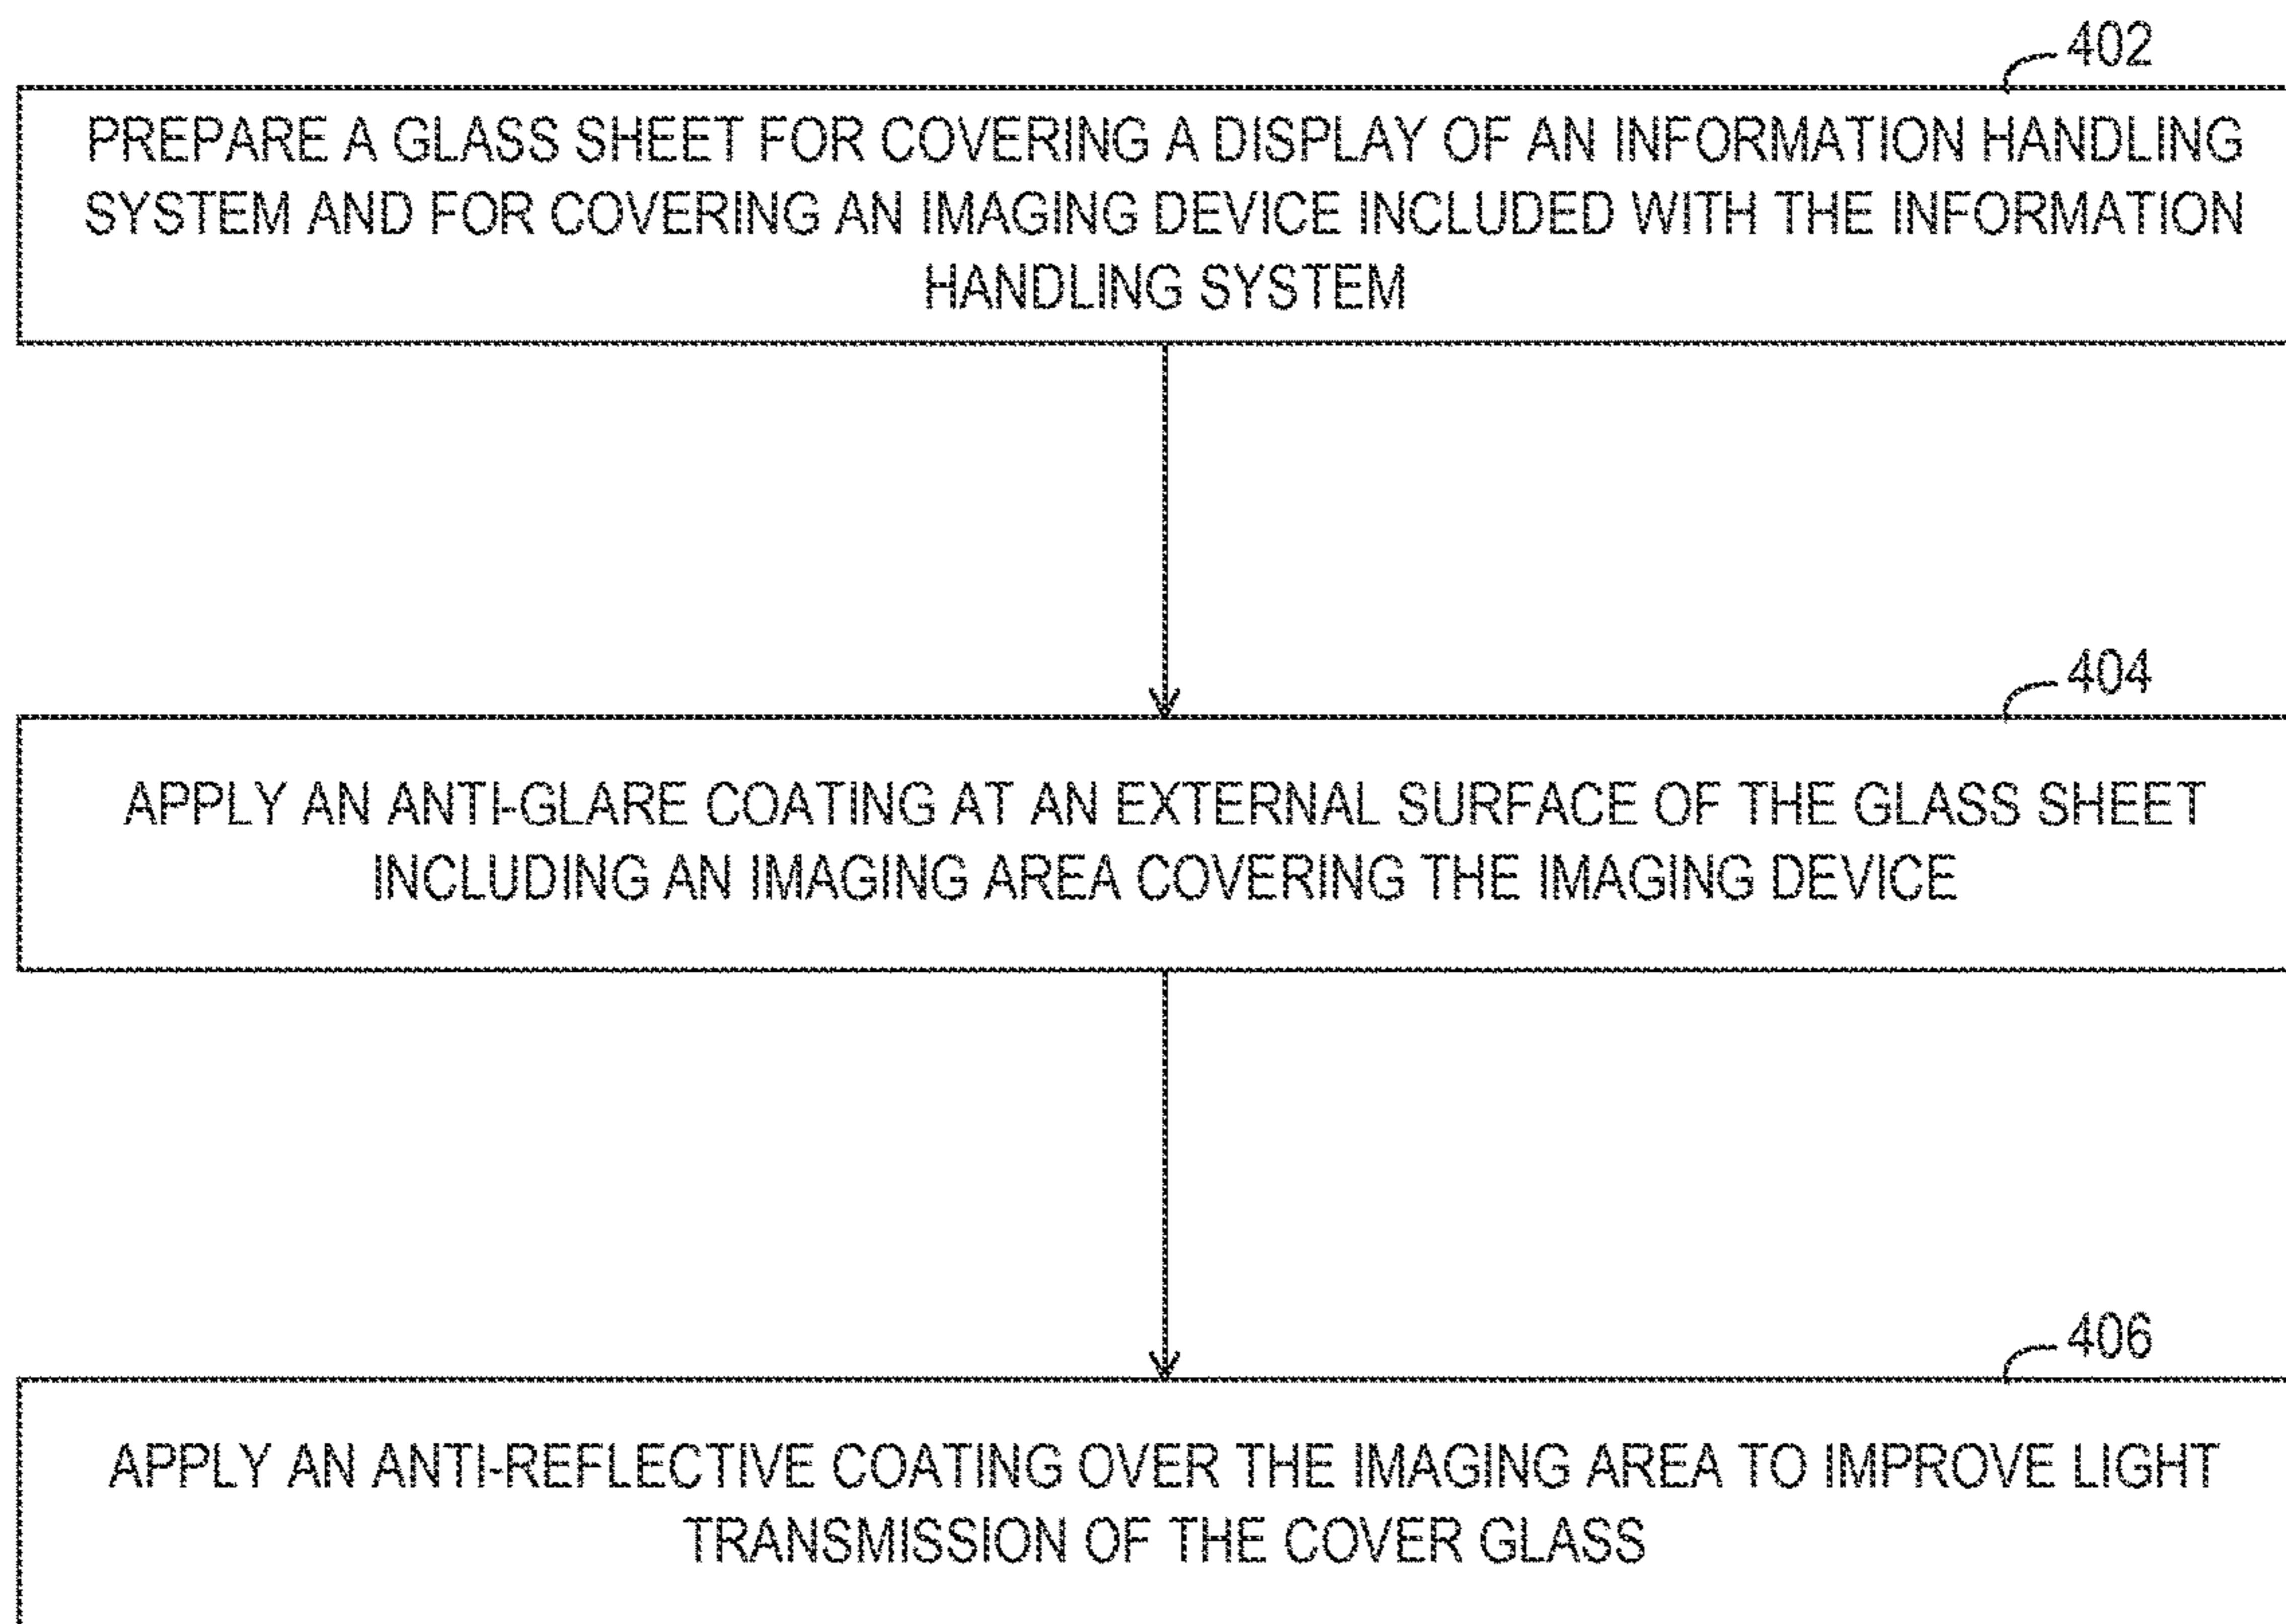 402
PREPARE A GLASS SHEET FOR COVERING A DISPLAY OF AN INFORMATION HANDLING
SYSTEM AND FOR COVERING AN IMAGING DEVICE INCLUDED WITH THE INFORMATION
HANDLING SYSTEM
404
APPLY AN ANTI-GLARE COATING AT AN EXTERNAL SURFACE OF THE GLASS SHEET
INCLUDING AN IMAGING AREA COVERING THE IMAGING DEVICE
406
APPLY AN ANTI-REFLECTIVE COATING OVER THE IMAGING AREA TO IMPROVE LIGHT
TRANSMISSION OF THE COVER GLASS